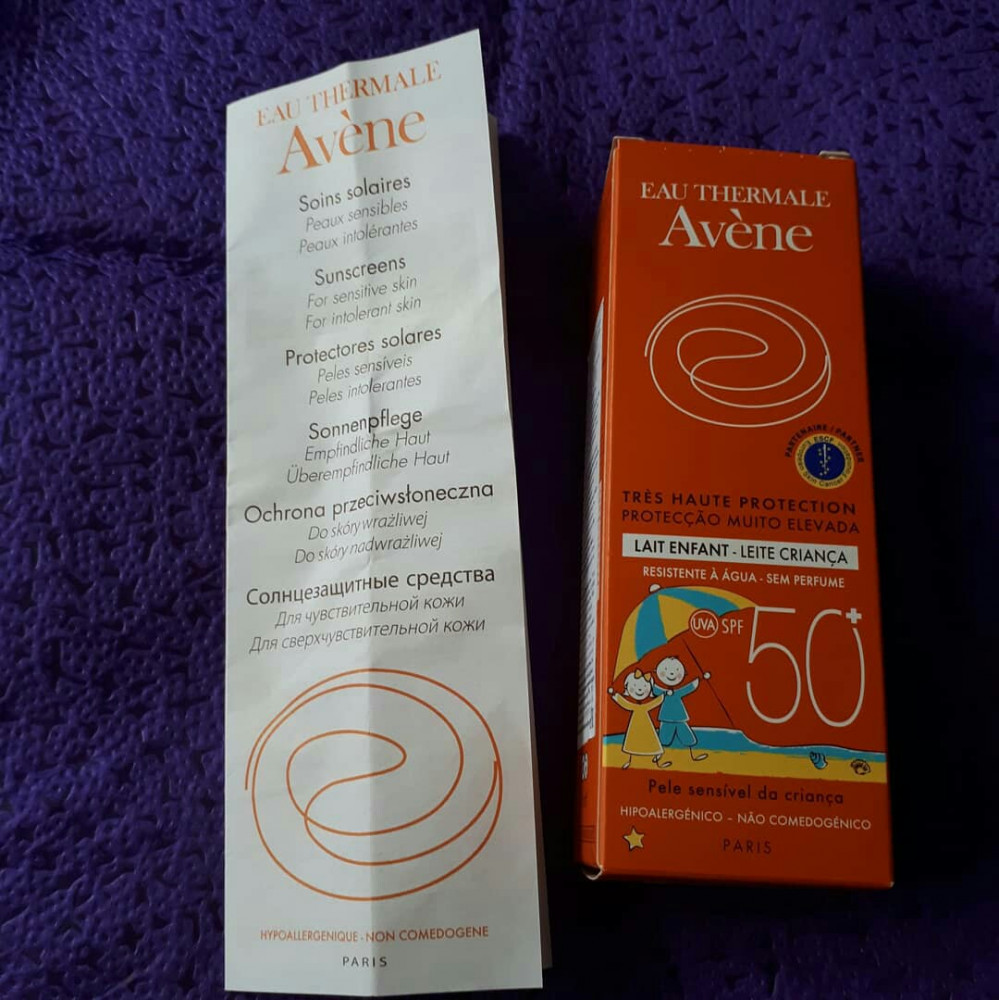 EAU THERMALE
Avène
Soins solaires
Peaux sensibles
Peaux intolérantes
Sunscreens
For sensitive skin
For intolerant skin
Protectores solares
Peles sensíveis
Peles intolerantes
Sonnenpflege
Empfindliche Haut
Überempfindliche Haut
Ochrona przeciwsłoneczna
Do skóry wrażliwej
Do skóry nadwrażliwej
Солнцезащитные средства
Для чувствительной кожи
Для сверхчувствительной кожи
HYPOALLERGENIQUE - NON COMEDOGENE
PARIS
EAU THERMALE
Avène
PARTENAIRE / PARTNER
ESCF
Skin Cancer
TRÈS HAUTE PROTECTION
PROTECÇÃO MUITO ELEVADA
LAIT ENFANT - LEITE CRIANÇA
RESISTENTE À ÁGUA - SEM PERFUME
UVA SPF 50+
Pele sensível da criança
HIPOALERGÉNICO - NÃO COMEDOGÉNICO
PARIS